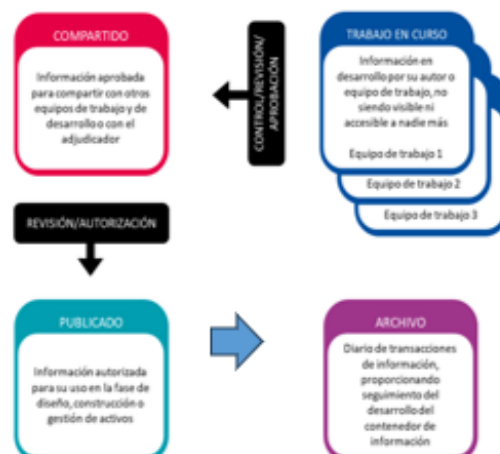 COMPARTIDO
Información aprobada
para compartir con otros
equipos de trabajo y de
desarrollo o con el
adjudicador
CONTROL/REVISIÓN/
APROBACIÓN
TRABAJO EN CURSO
Información en
desarrollo por su autor o
equipo de trabajo, no
siendo visible ni
accesible a nadie más
Equipo de trabajo 1
Equipo de trabajo 2
Equipo de trabajo 3
REVISIÓN/AUTORIZACIÓN
PUBLICADO
Información autorizada
para su uso en la fase de
diseño, construcción o
gestión de activos
ARCHIVO
Diario de transacciones
de información,
proporcionando
seguimiento del
desarrollo del
contenedor de
información